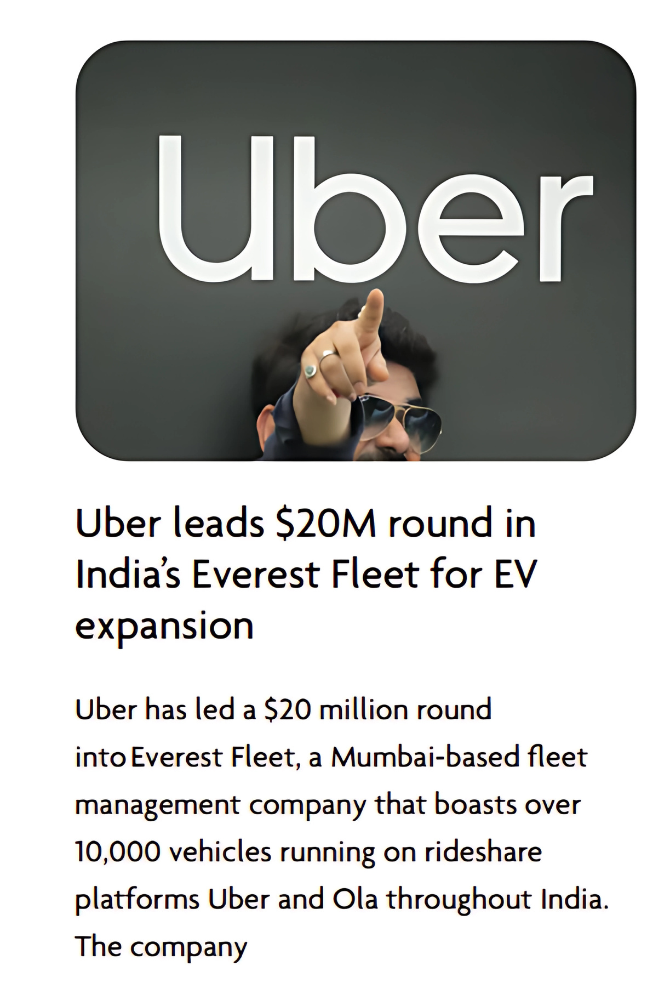 Uber
Uber leads $20M round in
India’s Everest Fleet for EV
expansion
Uber has led a $20 million round
into Everest Fleet, a Mumbai-based fleet
management company that boasts over
10,000 vehicles running on rideshare
platforms Uber and Ola throughout India.
The company